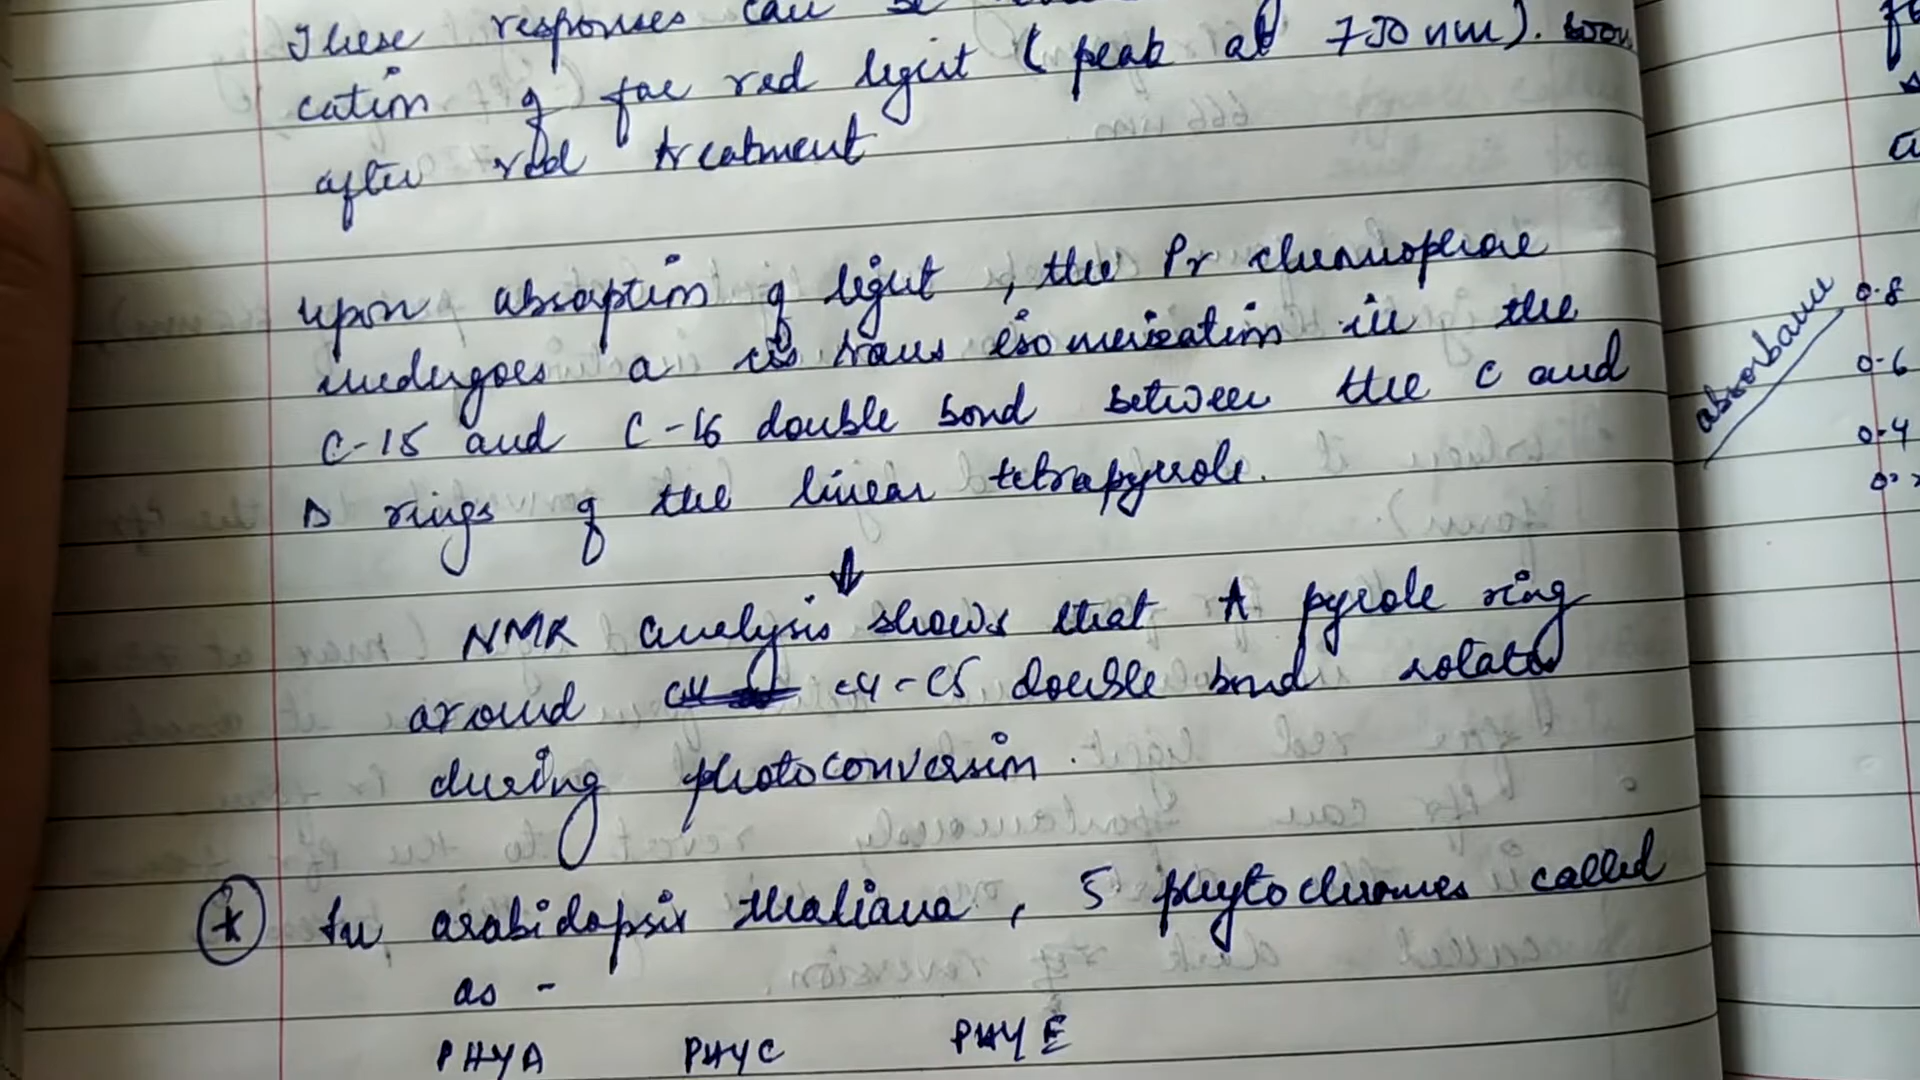 These responses can be
cation of far red light (peak at 730 nm). soon
after red treatment
upon absorption of light, the Pr chromophore
undergoes a cis trans isomerization in the
C-15 and C-16 double bond between the C and
D rings of the linear tetrapyrrole.
↓
NMR analysis shows that A pyrole ring
around C4-C5 double bond rotates
during photoconversion.
* In arabidopsis thaliana, 5 phytochromes called
as -
PHYA PHYC PHYE
absorbance
0.8
0.6
0.4